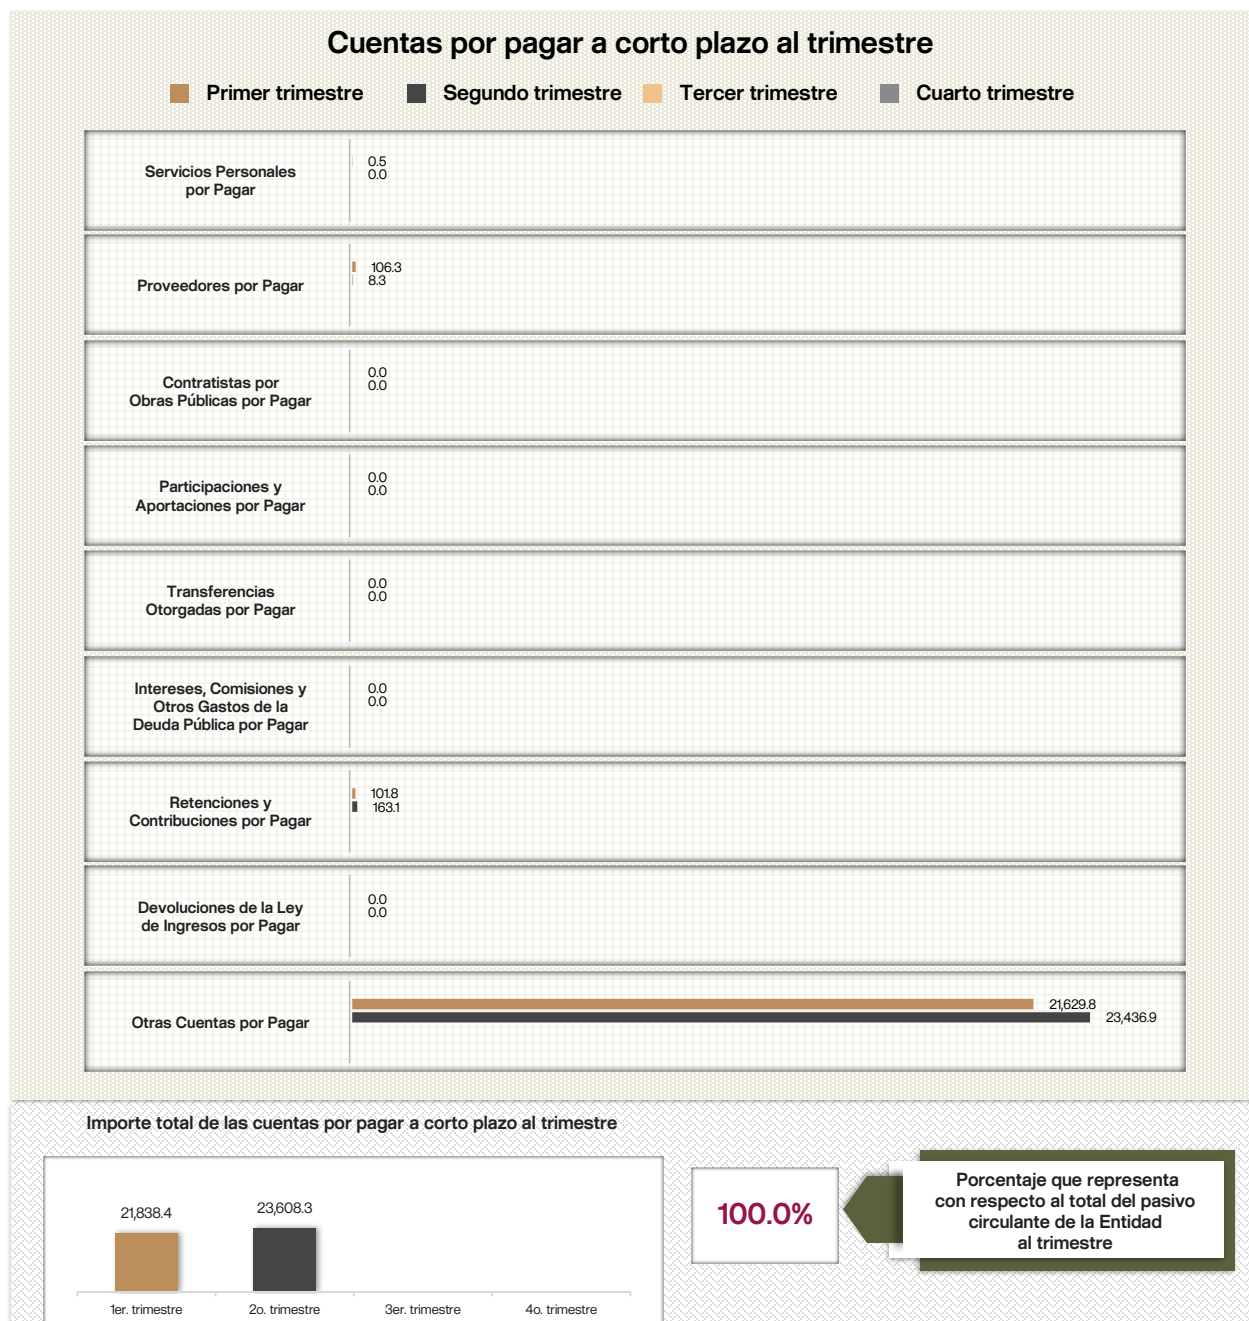 Cuentas por pagar a corto plazo al trimestre
Primer trimestre
Segundo trimestre
Tercer trimestre
Cuarto trimestre
Servicios Personales
por Pagar
0.5
0.0
Proveedores por Pagar
106.3
8.3
Contratistas por
Obras Públicas por Pagar
0.0
0.0
Participaciones y
Aportaciones por Pagar
0.0
0.0
Transferencias
Otorgadas por Pagar
0.0
0.0
Intereses, Comisiones y
Otros Gastos de la
Deuda Pública por Pagar
0.0
0.0
Retenciones y
Contribuciones por Pagar
101.8
163.1
Devoluciones de la Ley
de Ingresos por Pagar
0.0
0.0
Otras Cuentas por Pagar
21,629.8
23,436.9
Importe total de las cuentas por pagar a corto plazo al trimestre
21,838.4
23,608.3
1er. trimestre
2o. trimestre
3er. trimestre
4o. trimestre
100.0%
Porcentaje que representa
con respecto al total del pasivo
circulante de la Entidad
al trimestre